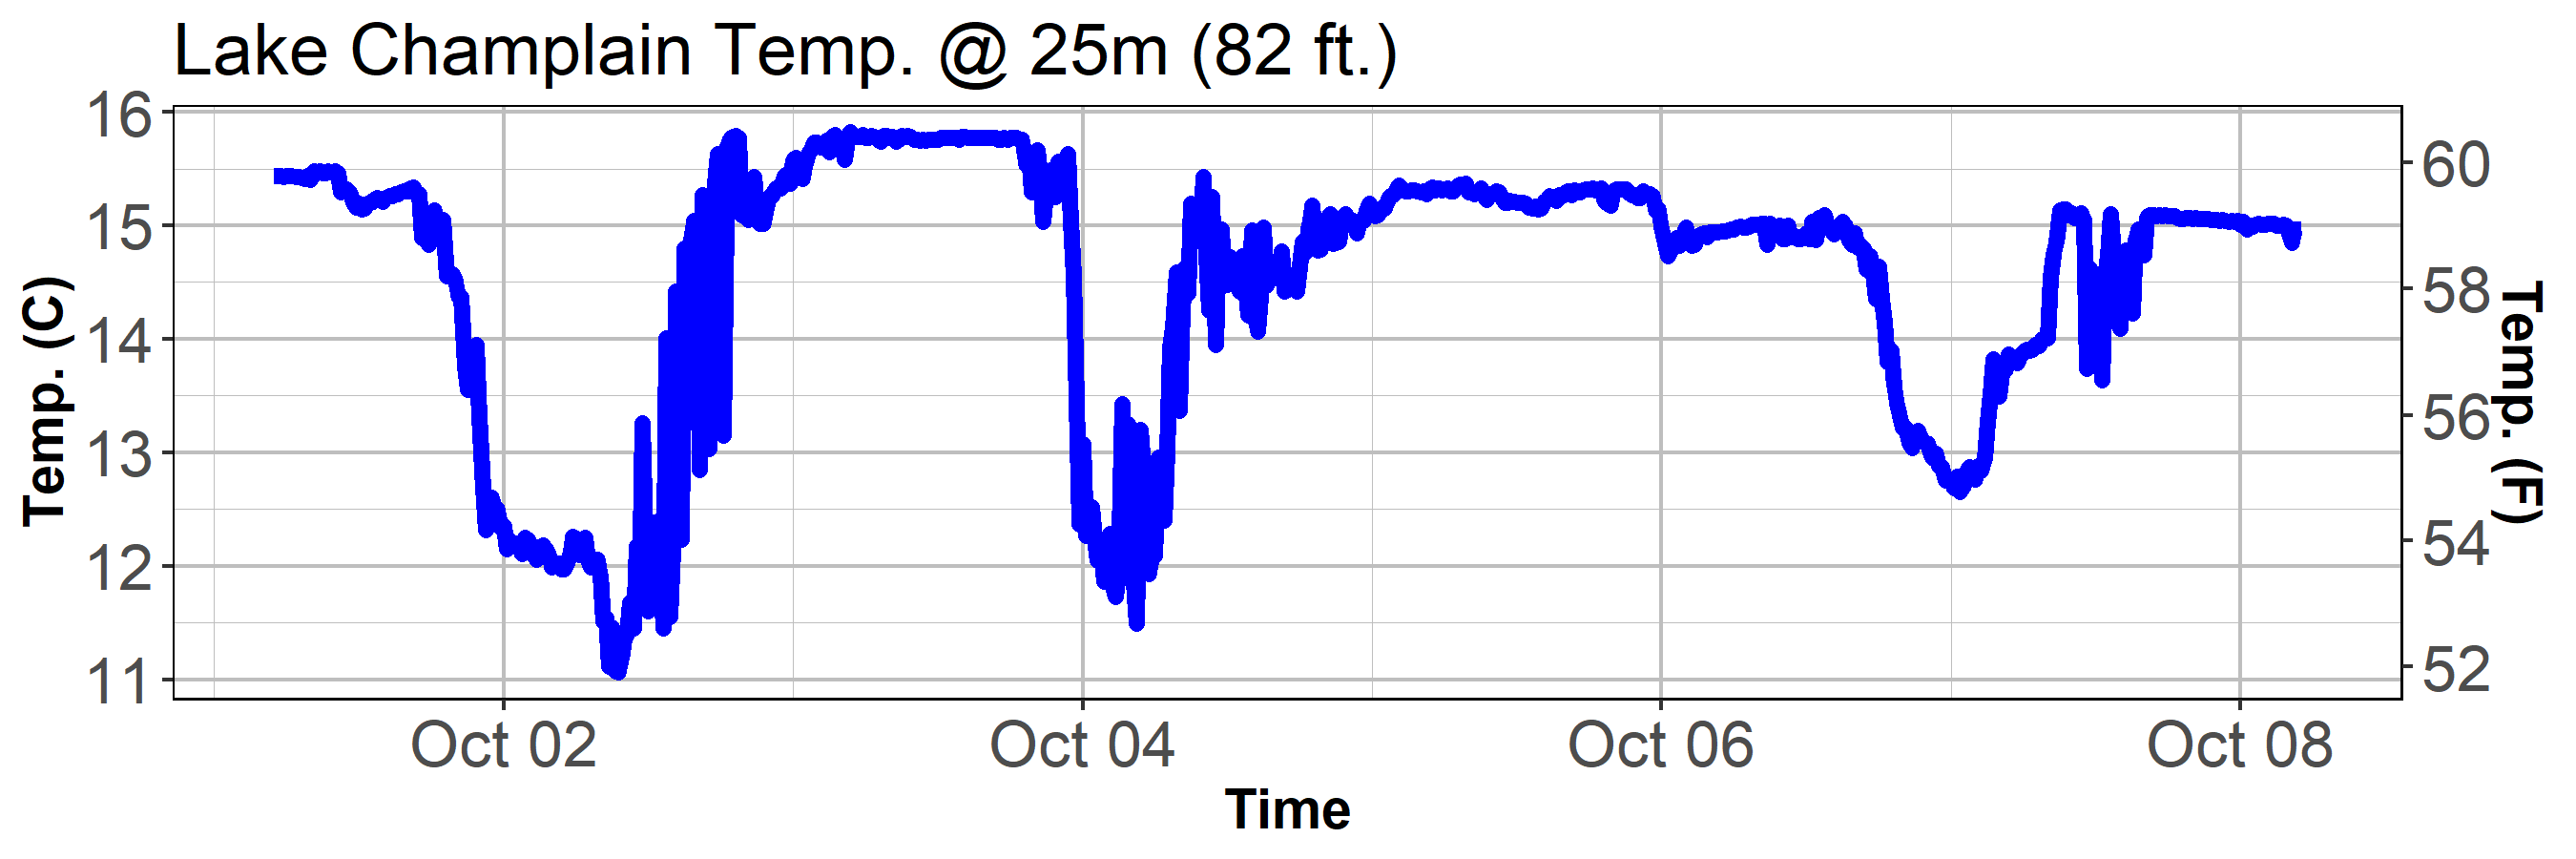 Lake Champlain Temp. @ 25m (82 ft.)
16
15
14
13
12
11
Temp. (C)
60
58
56
54
52
Temp. (F)
Oct 02 Oct 04 Oct 06 Oct 08
Time